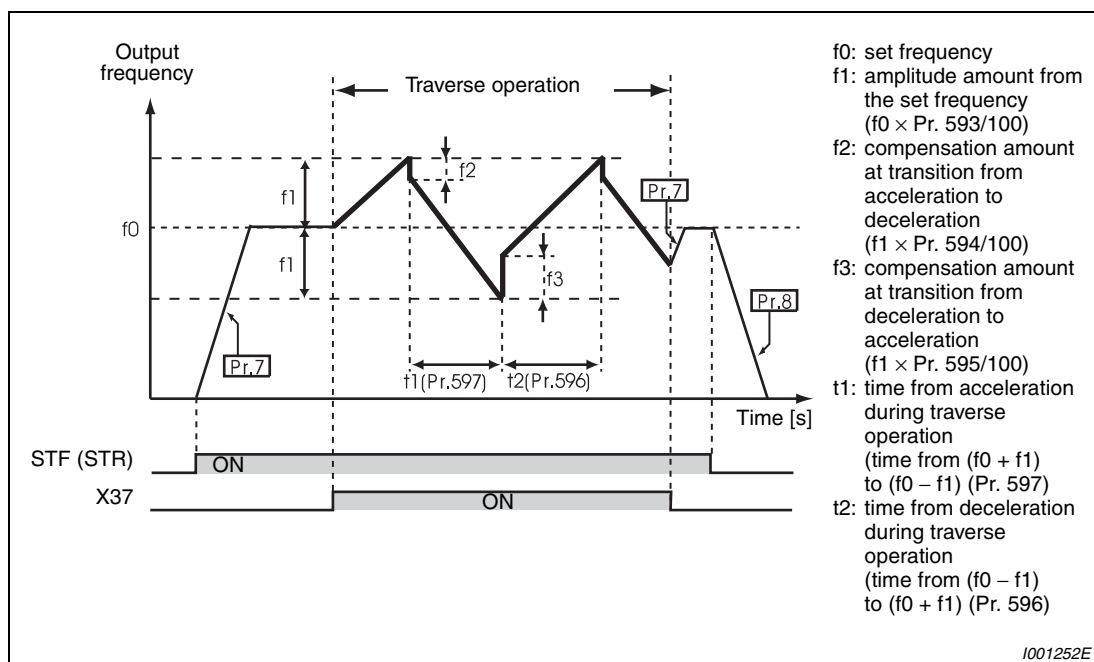 Output
frequency
Traverse operation
f2
f1
f0
f1
f3
Pr.7
Pr.7
Pr.8
t1(Pr.597)
t2(Pr.596)
Time [s]
STF (STR)
ON
X37
ON
f0: set frequency
f1: amplitude amount from
the set frequency
(f0 × Pr. 593/100)
f2: compensation amount
at transition from
acceleration to
deceleration
(f1 × Pr. 594/100)
f3: compensation amount
at transition from
deceleration to
acceleration
(f1 × Pr. 595/100)
t1: time from acceleration
during traverse
operation
(time from (f0 + f1)
to (f0 – f1) (Pr. 597)
t2: time from deceleration
during traverse
operation
(time from (f0 – f1)
to (f0 + f1) (Pr. 596)
I001252E